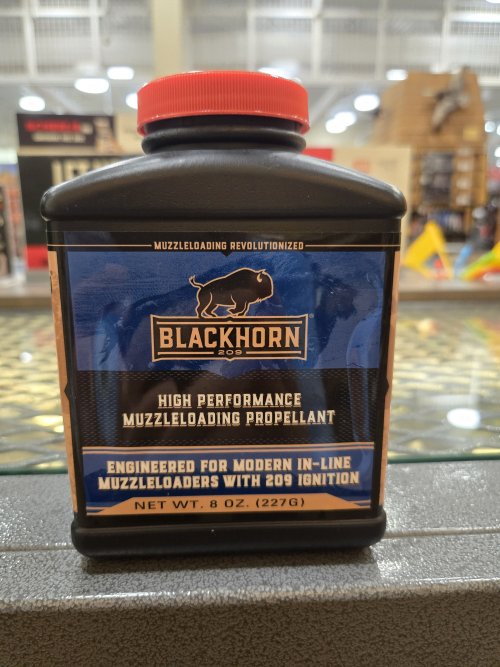 MUZZLELOADING REVOLUTIONIZED
BLACKHORN
209
HIGH PERFORMANCE
MUZZLELOADING PROPELLANT
ENGINEERED FOR MODERN IN-LINE
MUZZLELOADERS WITH 209 IGNITION
NET WT. 8 OZ. (227G)